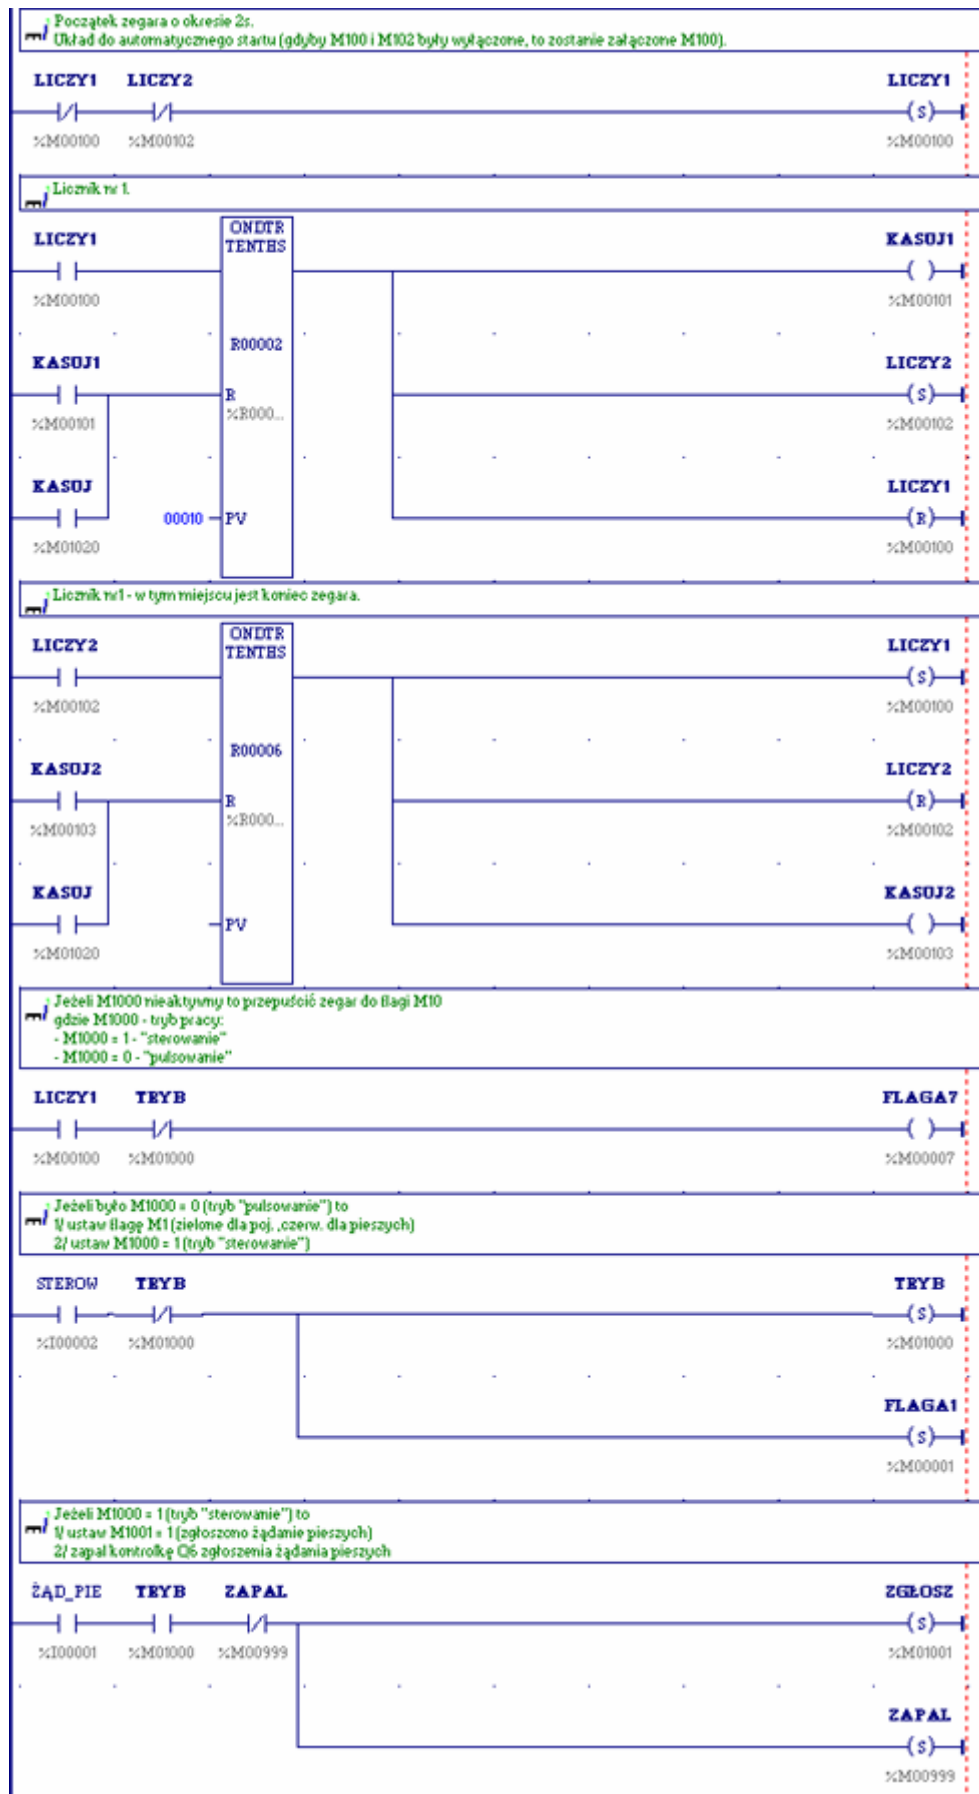 Początek zegara o okresie 2s.
Układ do automatycznego startu (gdyby M100 i M102 były wyłączone, to zostanie załączone M100).
LICZY1 LICZY2 LICZY1
(S)
%M00100 %M00102 %M00100
Licznik nr 1.
ONDTR
LICZY1 TENTHS KASUJ1
%M00100 %M00101
R00002
KASUJ1 LICZY2
R (S)
%M00101 %R000... %M00102
KASUJ LICZY1
00010 PV (R)
%M01020 %M00100
Licznik nr1 - w tym miejscu jest koniec zegara.
ONDTR
LICZY2 TENTHS LICZY1
(S)
%M00102 %M00100
R00006
KASUJ2 LICZY2
R (R)
%M00103 %R000... %M00102
KASUJ KASUJ2
PV
%M01020 %M00103
Jeżeli M1000 nieaktywny to przepuścić zegar do flagi M10
gdzie M1000 - tryb pracy:
- M1000 = 1 - "sterowanie"
- M1000 = 0 - "pulsowanie"
LICZY1 TRYB FLAGA7
%M00100 %M01000 %M00007
Jeżeli było M1000 = 0 (tryb "pulsowanie") to
1/ ustaw flagę M1 (zielone dla poj. ,czerw. dla pieszych)
2/ ustaw M1000 = 1 (tryb "sterowanie")
STEROW TRYB TRYB
(S)
%I00002 %M01000 %M01000
FLAGA1
(S)
%M00001
Jeżeli M1000 = 1 (tryb "sterowanie") to
1/ ustaw M1001 = 1 (zgłoszono żądanie pieszych)
2/ zapal kontrolkę Q6 zgłoszenia żądania pieszych
ŻĄD_PIE TRYB ZAPAL ZGŁOSZ
(S)
%I00001 %M01000 %M00999 %M01001
ZAPAL
(S)
%M00999